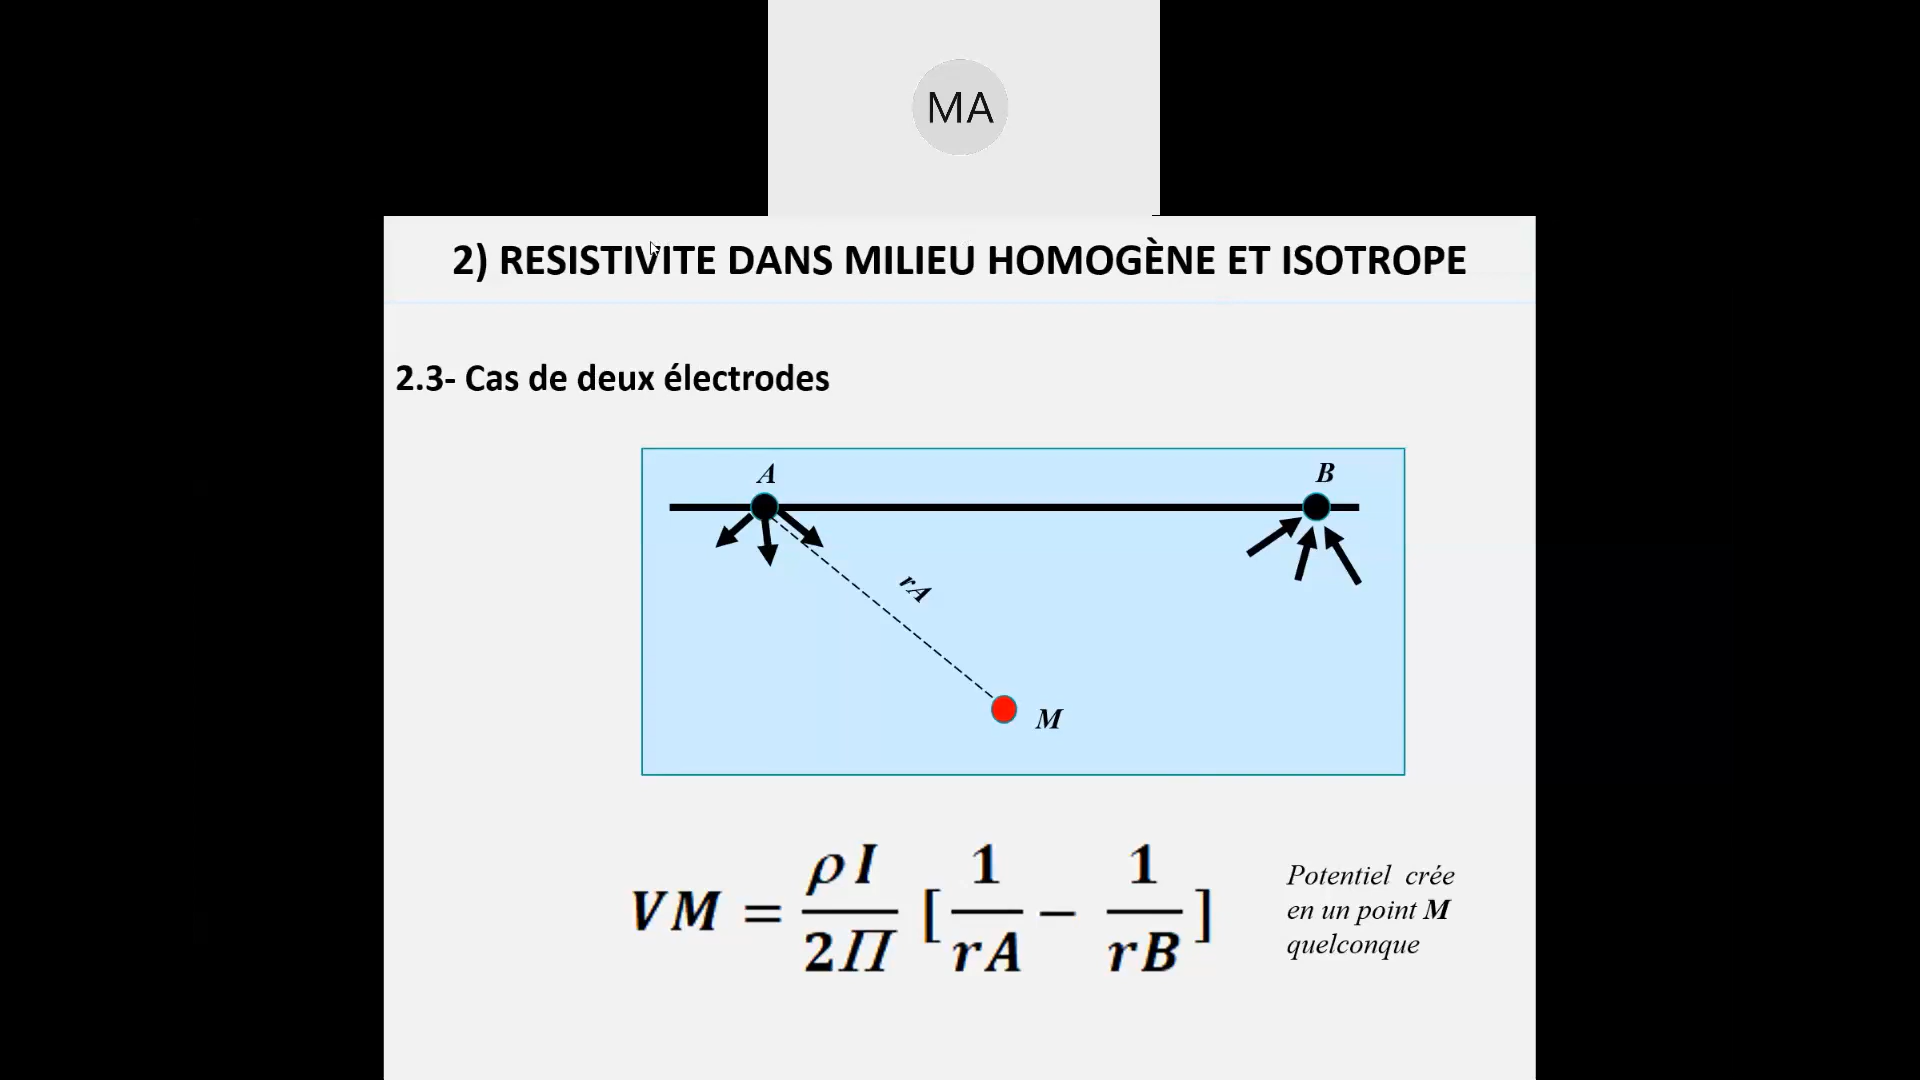 MA
2) RESISTIVITE DANS MILIEU HOMOGÈNE ET ISOTROPE
2.3- Cas de deux électrodes
A
B
rA
M
VM = ρI / 2Π [ 1 / rA − 1 / rB ]
Potentiel crée
en un point M
quelconque